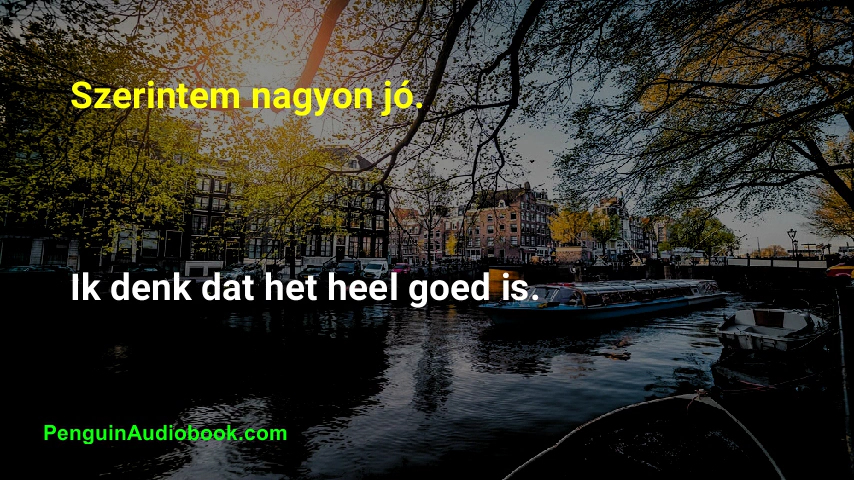 Szerintem nagyon jó.
Ik denk dat het heel goed is.
PenguinAudiobook.com